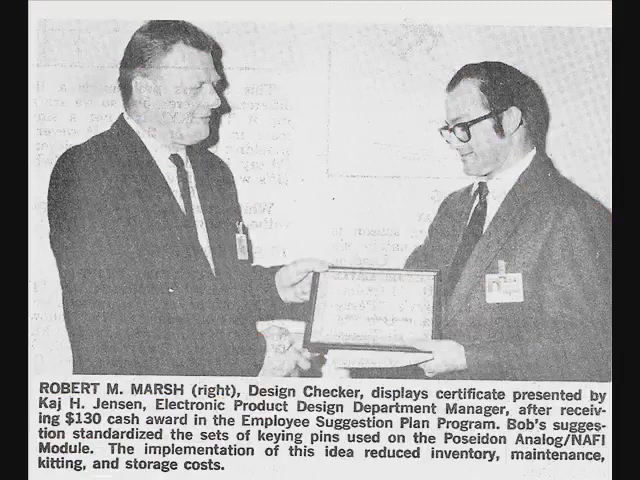 ROBERT M. MARSH (right), Design Checker, displays certificate presented by
Kaj H. Jensen, Electronic Product Design Department Manager, after receiv-
ing $130 cash award in the Employee Suggestion Plan Program. Bob's sugges-
tion standardized the sets of keying pins used on the Poseidon Analog/NAFI
Module. The implementation of this idea reduced inventory, maintenance,
kitting, and storage costs.